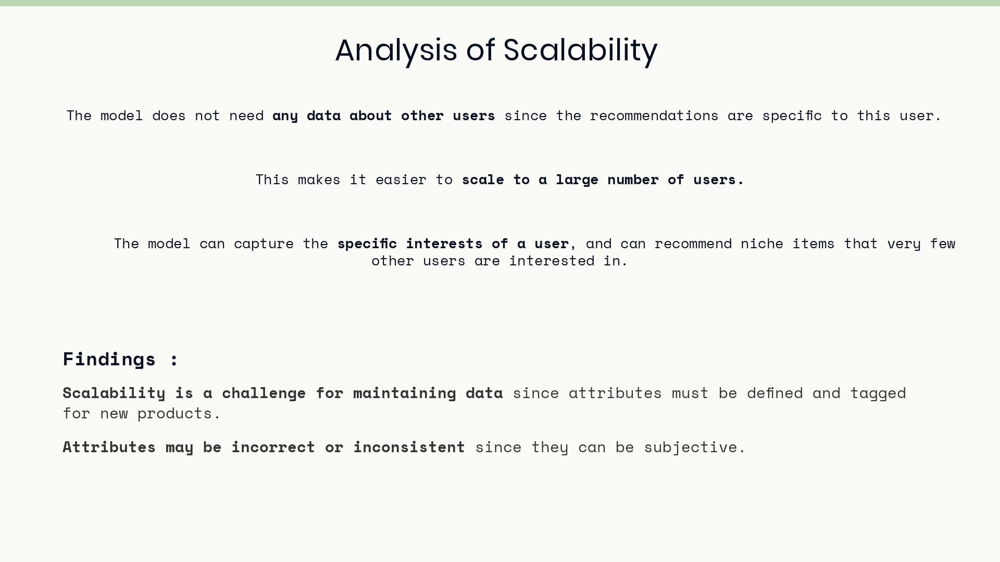 Analysis of Scalability
The model does not need any data about other users since the recommendations are specific to this user.
This makes it easier to scale to a large number of users.
The model can capture the specific interests of a user, and can recommend niche items that very few
other users are interested in.
Findings :
Scalability is a challenge for maintaining data since attributes must be defined and tagged
for new products.
Attributes may be incorrect or inconsistent since they can be subjective.